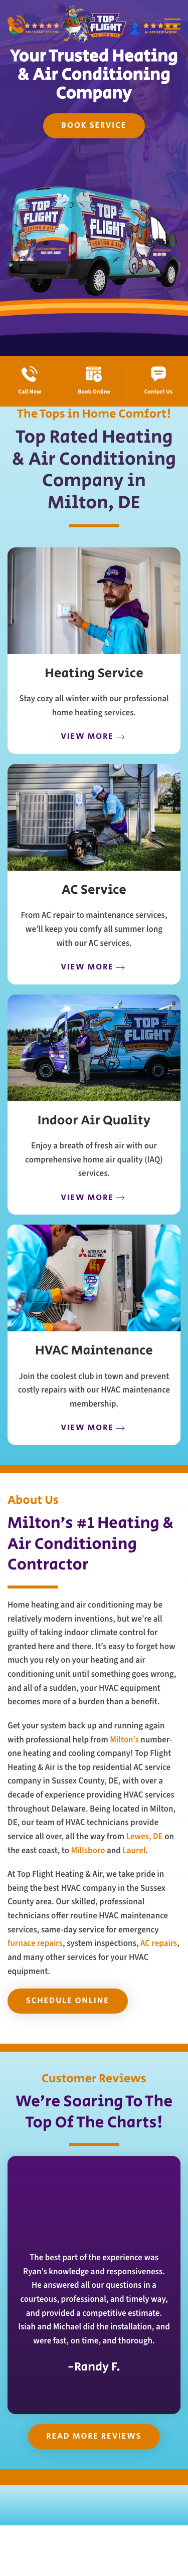 TOP FLIGHT
HEATING & AIR
Your Trusted Heating
& Air Conditioning
Company
BOOK SERVICE
TOP
FLIGHT
HEATING & AIR
TOP
FLIGHT
HEATING & AIR
Call Now
Book Online
Contact Us
The Tops in Home Comfort!
Top Rated Heating
& Air Conditioning
Company in
Milton, DE
Heating Service
Stay cozy all winter with our professional
home heating services.
VIEW MORE
AC Service
From AC repair to maintenance services,
we'll keep you comfy all summer long
with our AC services.
VIEW MORE
TOP
FLIGHT
Indoor Air Quality
Enjoy a breath of fresh air with our
comprehensive home air quality (IAQ)
services.
VIEW MORE
MITSUBISHI
ELECTRIC
HVAC Maintenance
Join the coolest club in town and prevent
costly repairs with our HVAC maintenance
membership.
VIEW MORE
About Us
Milton's #1 Heating &
Air Conditioning
Contractor
Home heating and air conditioning may be
relatively modern inventions, but we're all
guilty of taking indoor climate control for
granted here and there. It's easy to forget how
much you rely on your heating and air
conditioning unit until something goes wrong,
and all of a sudden, your HVAC equipment
becomes more of a burden than a benefit.
Get your system back up and running again
with professional help from Milton's number-
one heating and cooling company! Top Flight
Heating & Air is the top residential AC service
company in Sussex County, DE, with over a
decade of experience providing HVAC services
throughout Delaware. Being located in Milton,
DE, our team of HVAC technicians provide
service all over, all the way from Lewes, DE on
the east coast, to Millsboro and Laurel.
At Top Flight Heating & Air, we take pride in
being the best HVAC company in the Sussex
County area. Our skilled, professional
technicians offer routine HVAC maintenance
services, same-day service for emergency
furnace repairs, system inspections, AC repairs,
and many other services for your HVAC
equipment.
SCHEDULE ONLINE
Customer Reviews
We're Soaring To The
Top Of The Charts!
The best part of the experience was
Ryan's knowledge and responsiveness.
He answered all our questions in a
courteous, professional, and timely way,
and provided a competitive estimate.
Isiah and Michael did the installation, and
were fast, on time, and thorough.
–Randy F.
READ MORE REVIEWS